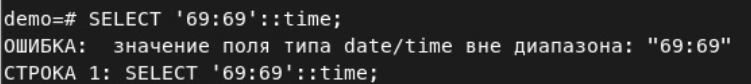 demo=# SELECT '69:69'::time;
ОШИБКА:  значение поля типа date/time вне диапазона: "69:69"
СТРОКА 1: SELECT '69:69'::time;